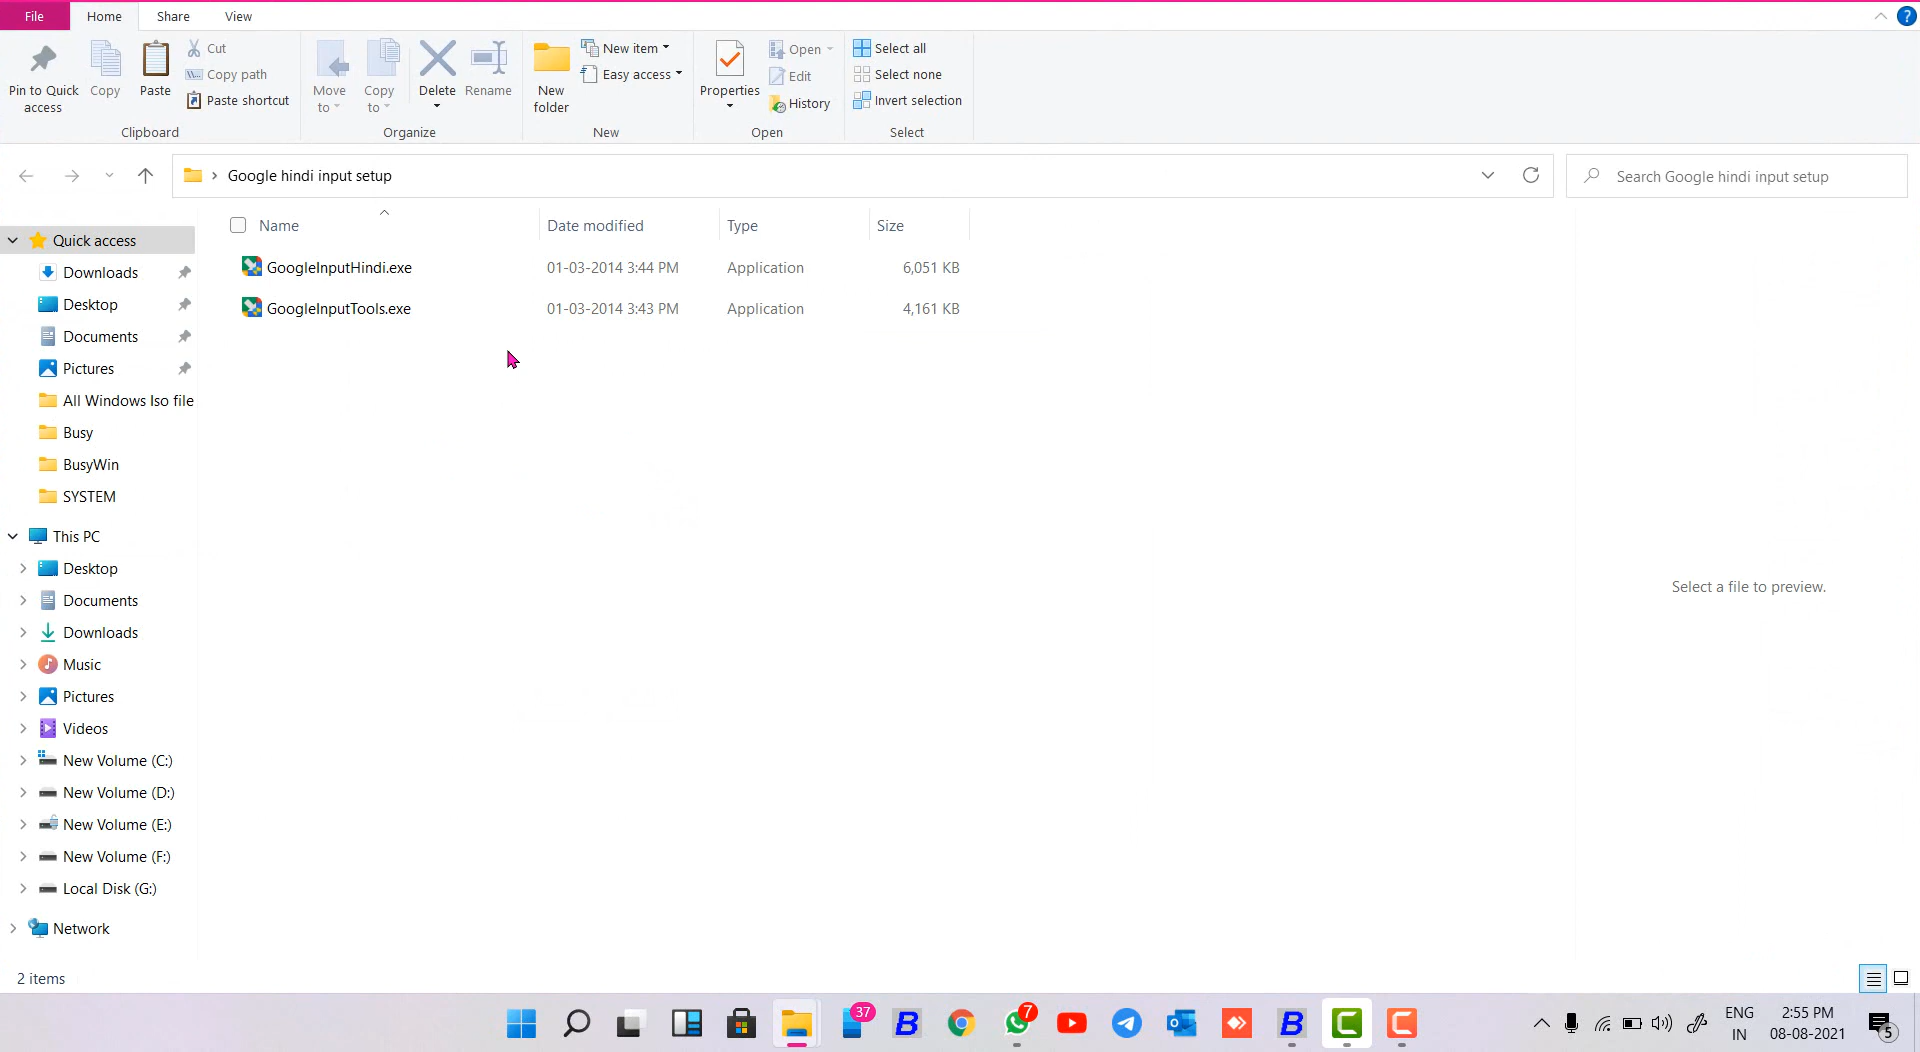 File Home Share View
Pin to Quick access
Copy
Paste
Cut
Copy path
Paste shortcut
Clipboard
Move to
Copy to
Delete
Rename
Organize
New folder
New item
Easy access
New
Properties
Open
Edit
History
Open
Select all
Select none
Invert selection
Select
Google hindi input setup
Search Google hindi input setup
Name Date modified Type Size
GoogleInputHindi.exe 01-03-2014 3:44 PM Application 6,051 KB
GoogleInputTools.exe 01-03-2014 3:43 PM Application 4,161 KB
Quick access
Downloads
Desktop
Documents
Pictures
All Windows Iso file
Busy
BusyWin
SYSTEM
This PC
Desktop
Documents
Downloads
Music
Pictures
Videos
New Volume (C:)
New Volume (D:)
New Volume (E:)
New Volume (F:)
Local Disk (G:)
Network
Select a file to preview.
2 items
37
B
7
B
ENG
IN
2:55 PM
08-08-2021
5